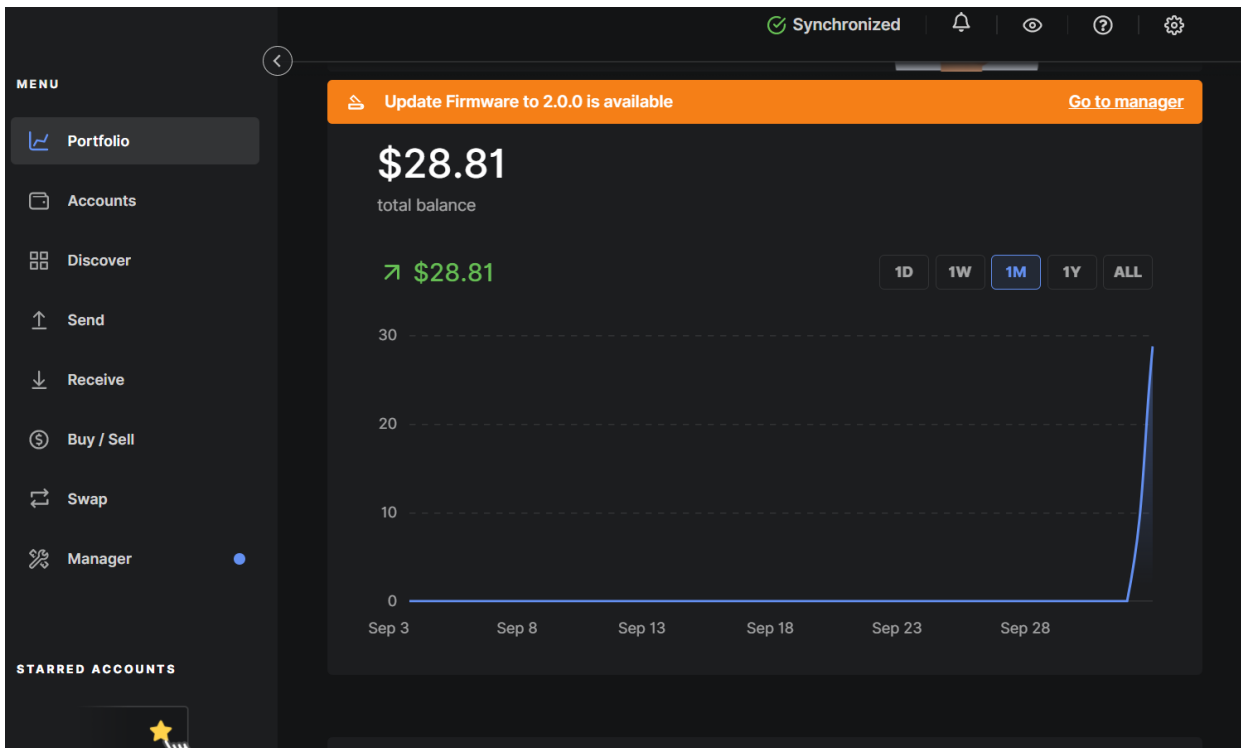 Synchronized
MENU
Update Firmware to 2.0.0 is available Go to manager
Portfolio
Accounts
Discover
Send
Receive
Buy / Sell
Swap
Manager
STARRED ACCOUNTS
$28.81
total balance
$28.81
1D 1W 1M 1Y ALL
30
20
10
0
Sep 3 Sep 8 Sep 13 Sep 18 Sep 23 Sep 28